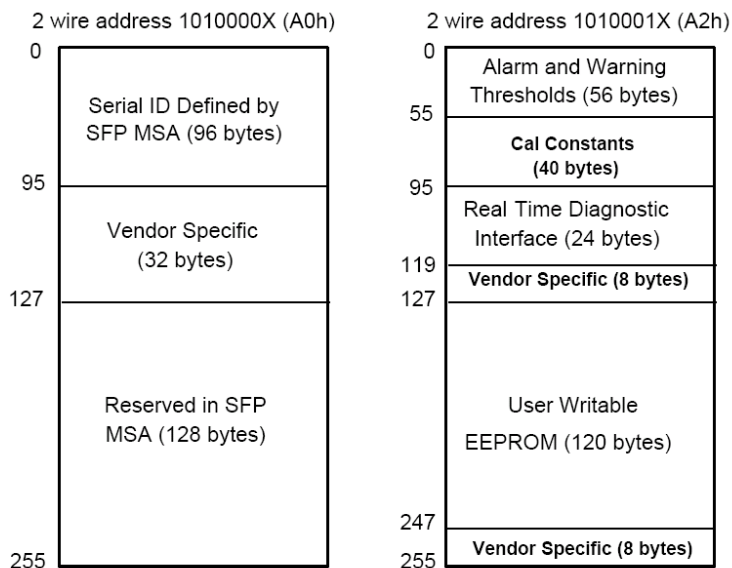 2 wire address 1010000X (A0h)
0
Serial ID Defined by
SFP MSA (96 bytes)
95
Vendor Specific
(32 bytes)
127
Reserved in SFP
MSA (128 bytes)
255
2 wire address 1010001X (A2h)
0
Alarm and Warning
Thresholds (56 bytes)
55
Cal Constants
(40 bytes)
95
Real Time Diagnostic
Interface (24 bytes)
119
Vendor Specific (8 bytes)
127
User Writable
EEPROM (120 bytes)
247
Vendor Specific (8 bytes)
255